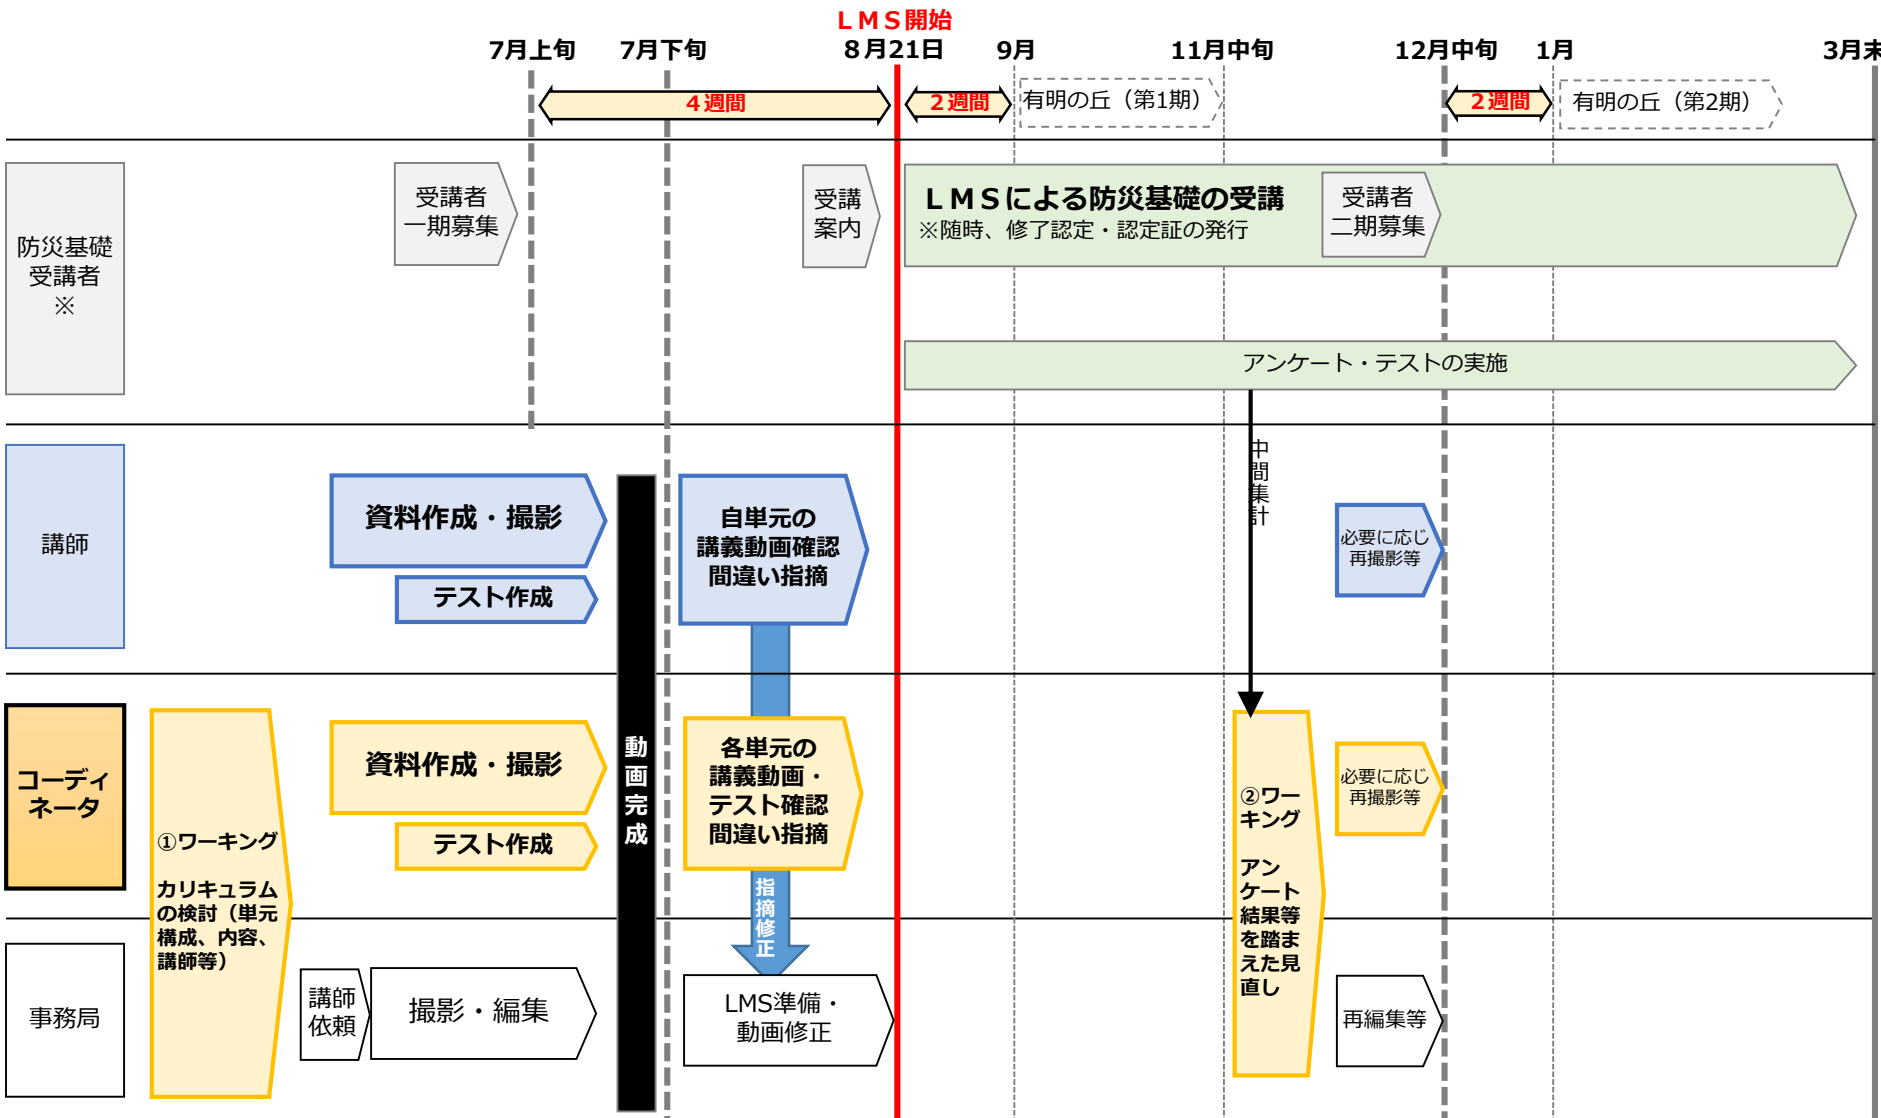 LMS開始
7月上旬
7月下旬
8月21日
9月
11月中旬
12月中旬
1月
3月末
4週間
2週間
有明の丘（第1期）
2週間
有明の丘（第2期）
防災基礎
受講者
※
受講者
一期募集
受講
案内
LMSによる防災基礎の受講
※随時、修了認定・認定証の発行
受講者
二期募集
アンケート・テストの実施
中間集計
講師
資料作成・撮影
テスト作成
動画完成
自単元の
講義動画確認
間違い指摘
必要に応じ
再撮影等
コーディ
ネータ
①ワーキング
カリキュラム
の検討（単元
構成、内容、
講師等）
資料作成・撮影
テスト作成
各単元の
講義動画・
テスト確認
間違い指摘
指摘修正
②ワー
キング
アン
ケート
結果等
を踏ま
えた見
直し
必要に応じ
再撮影等
事務局
講師
依頼
撮影・編集
LMS準備・
動画修正
再編集等